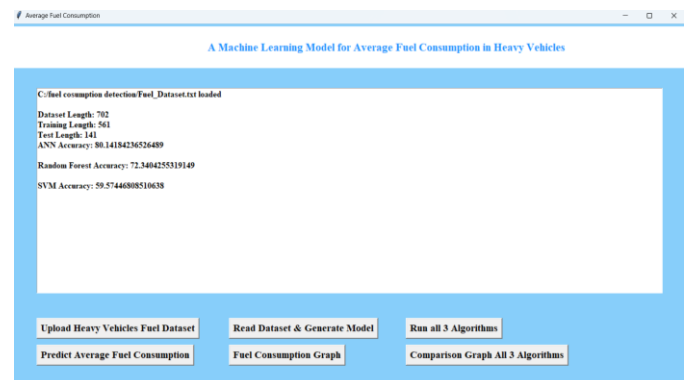 Average Fuel Consumption
A Machine Learning Model for Average Fuel Consumption in Heavy Vehicles
C:/fuel cosumption detection/Fuel_Dataset.txt loaded
Dataset Length: 702
Training Length: 561
Test Length: 141
ANN Accuracy: 80.14184236526489
Random Forest Accuracy: 72.3404255319149
SVM Accuracy: 59.57446808510638
Upload Heavy Vehicles Fuel Dataset
Read Dataset & Generate Model
Run all 3 Algorithms
Predict Average Fuel Consumption
Fuel Consumption Graph
Comparison Graph All 3 Algorithms